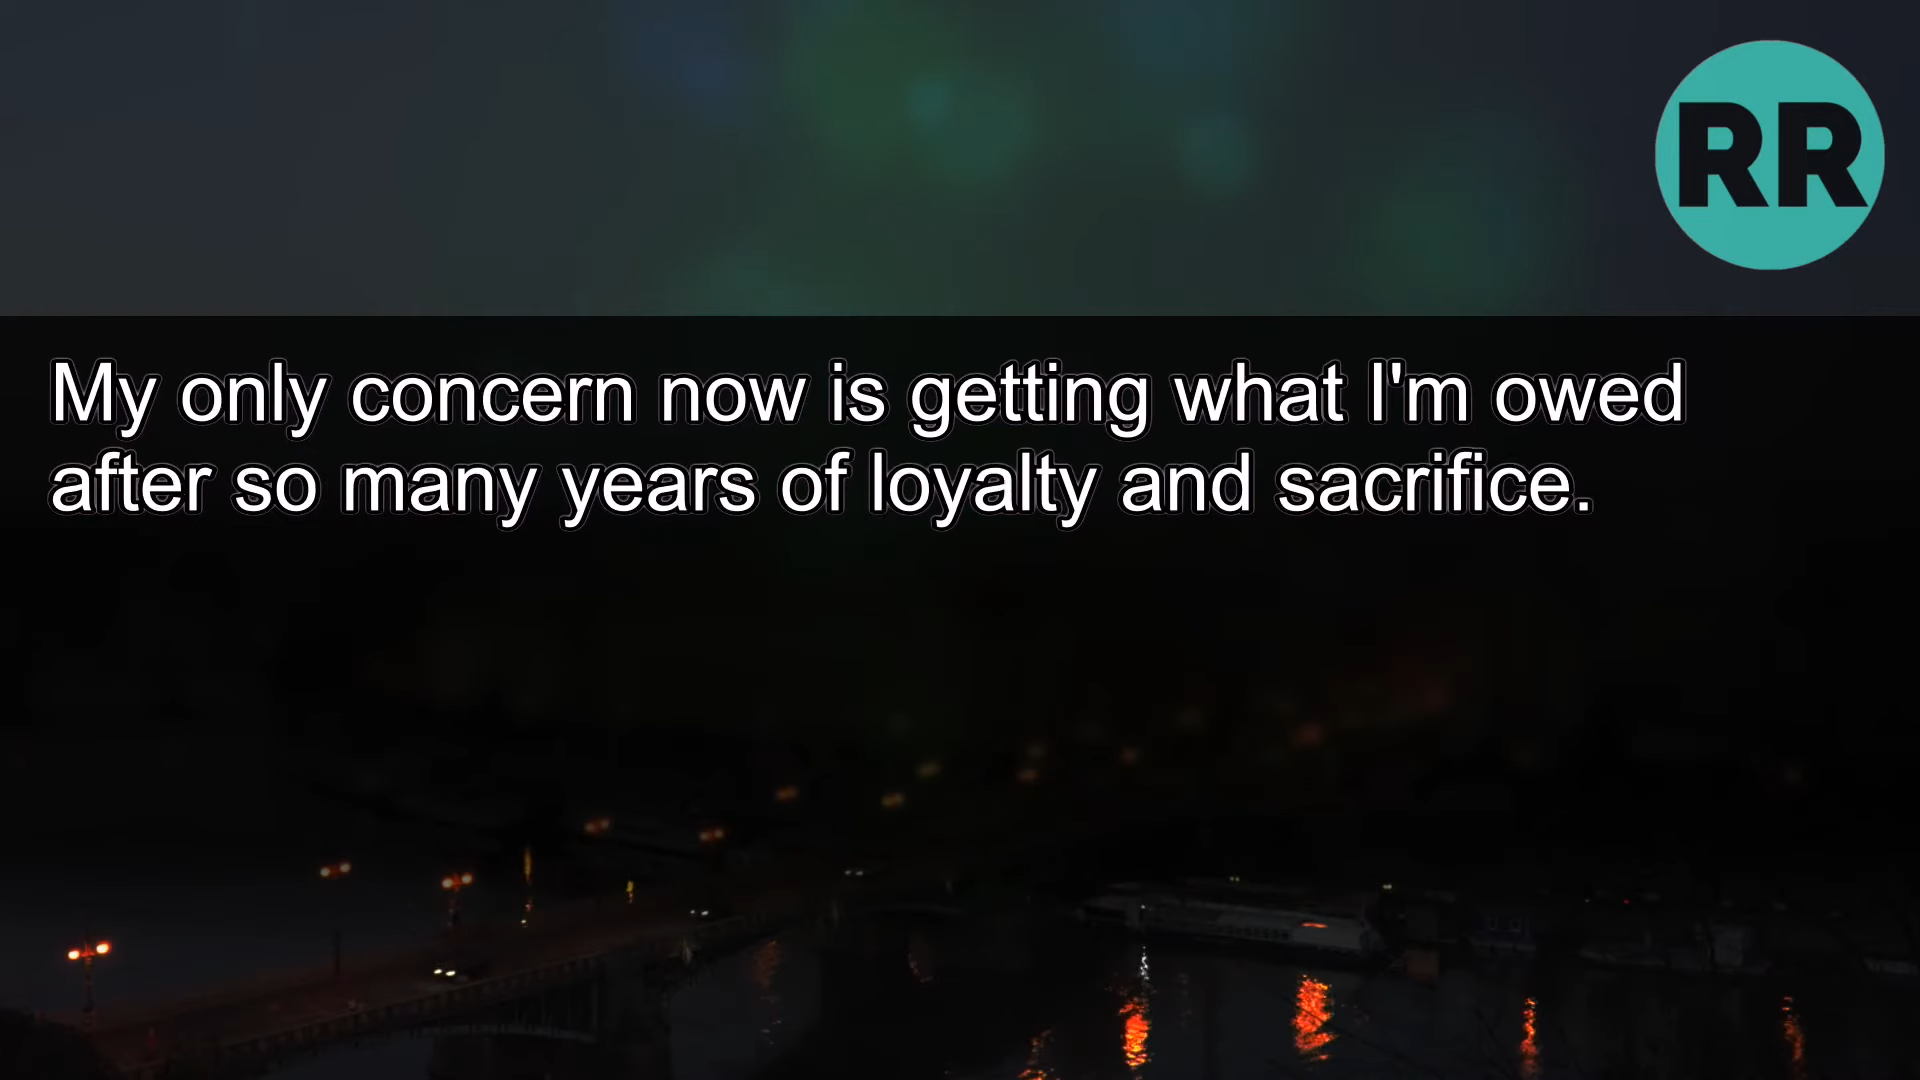 RR
My only concern now is getting what I'm owed
after so many years of loyalty and sacrifice.